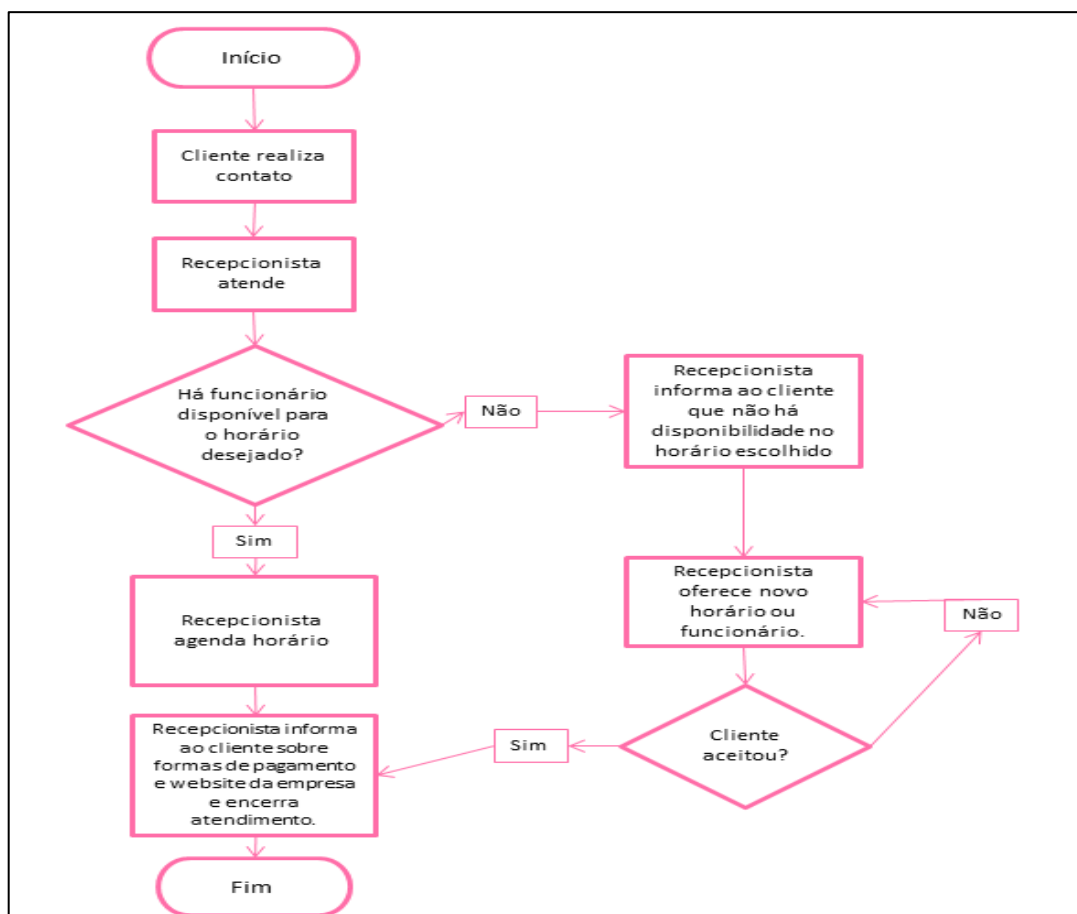 Início
Cliente realiza
contato
Recepcionista
atende
Há funcionário
disponível para
o horário
desejado?
Não
Recepcionista
informa ao cliente
que não há
disponibilidade no
horário escolhido
Sim
Recepcionista
agenda horário
Recepcionista
oferece novo
horário ou
funcionário.
Não
Cliente
aceitou?
Sim
Recepcionista informa
ao cliente sobre
formas de pagamento
e website da empresa
e encerra
atendimento.
Fim